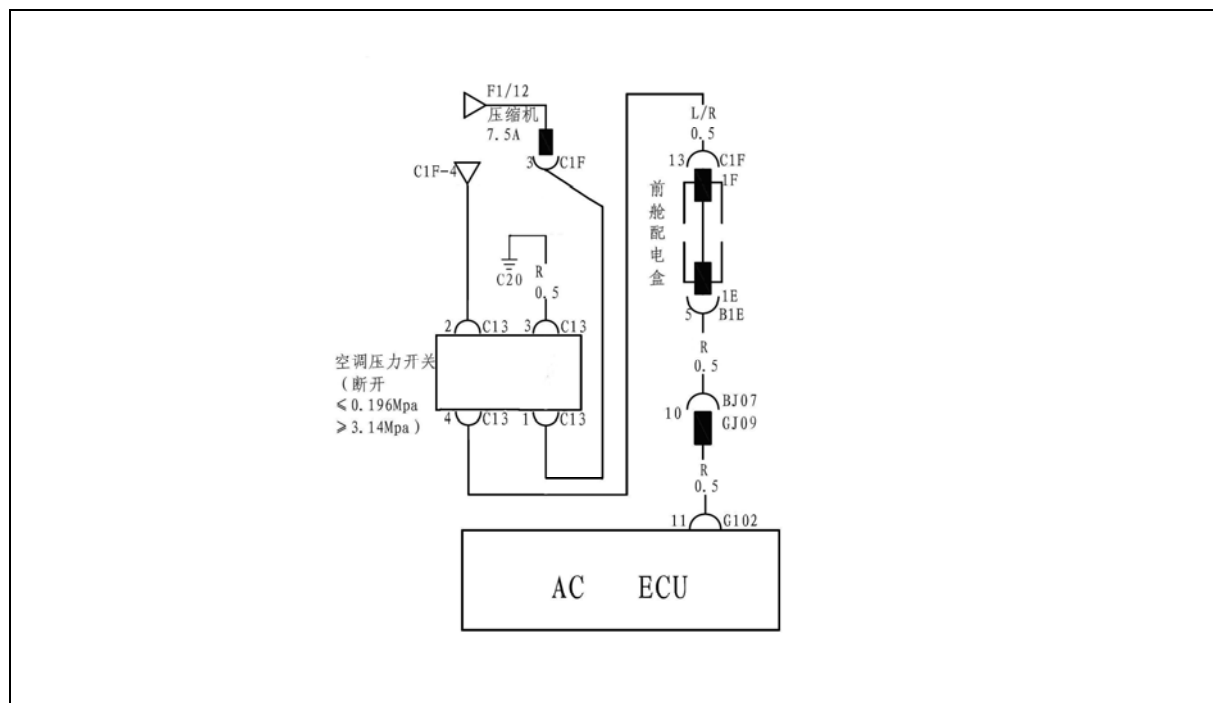 F1/12
压缩机
7.5A
3 C1F
C1F-4
L/R
0.5
13 C1F
1F
前舱配电盒
1E
5 B1E
C20
R
0.5
2 C13 3 C13
空调压力开关
（断开
≤0.196Mpa
≥3.14Mpa）
4 C13 1 C13
R
0.5
BJ07
10 GJ09
R
0.5
11 G102
AC ECU